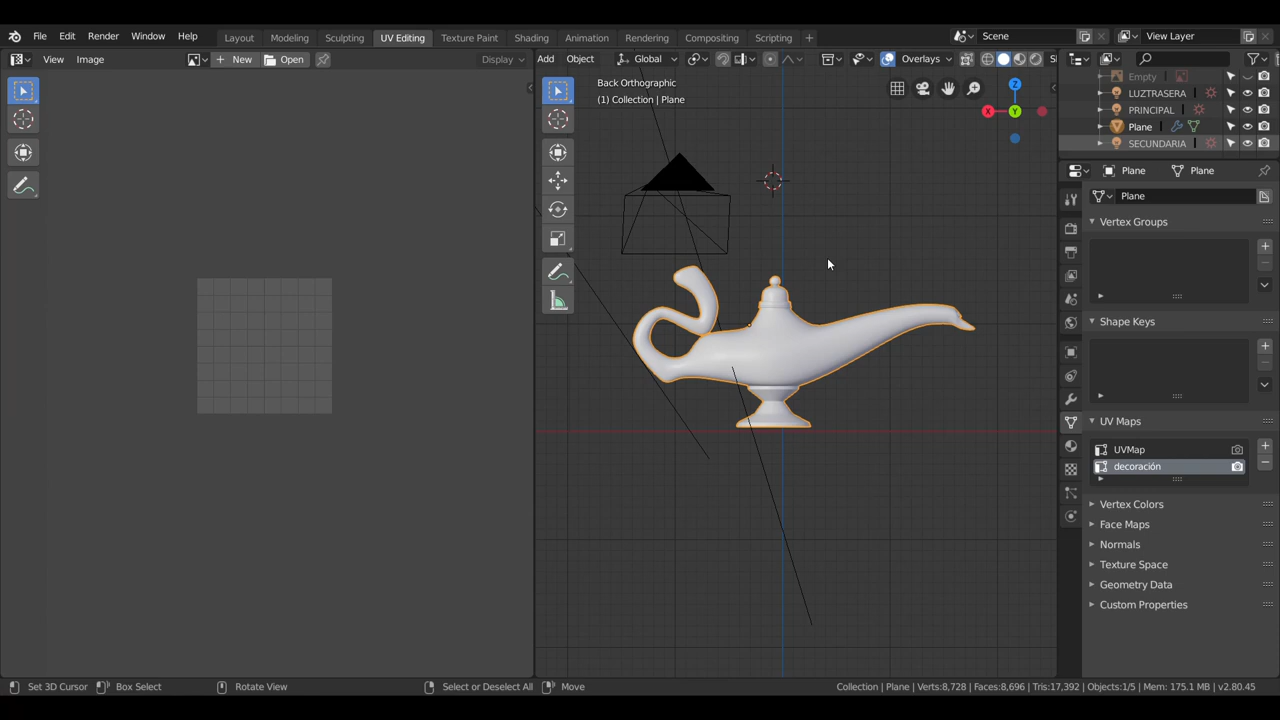 File Edit Render Window Help Layout Modeling Sculpting UV Editing Texture Paint Shading Animation Rendering Compositing Scripting + Scene View Layer
View Image + New Open Display Add Object Global Overlays
Back Orthographic
(1) Collection | Plane
Z
X Y
Empty
LUZTRASERA
PRINCIPAL
Plane
SECUNDARIA
Plane Plane
Plane
Vertex Groups
Shape Keys
UV Maps
UVMap
decoración
Vertex Colors
Face Maps
Normals
Texture Space
Geometry Data
Custom Properties
Set 3D Cursor Box Select Rotate View Select or Deselect All Move Collection | Plane | Verts:8,728 | Faces:8,696 | Tris:17,392 | Objects:1/5 | Mem: 175.1 MB | v2.80.45